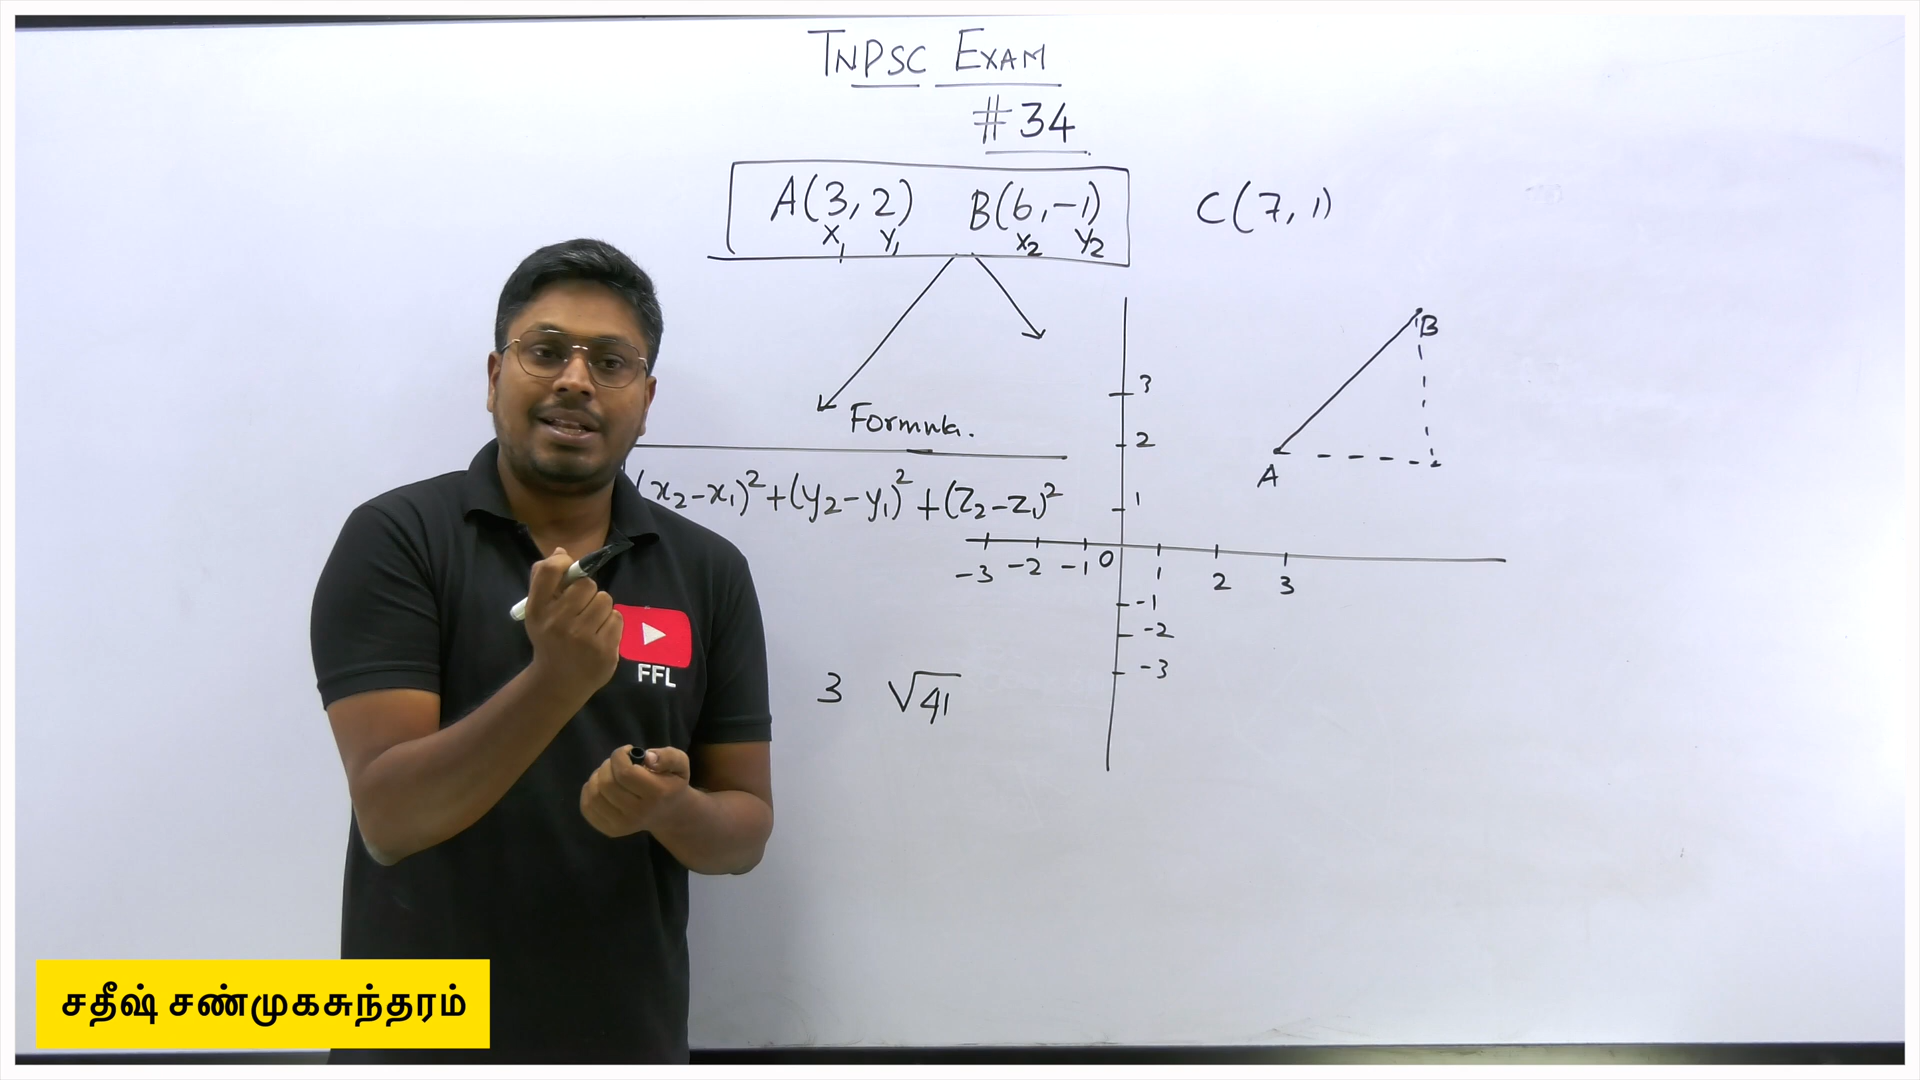 TNPSC EXAM
#34
A(3, 2) B(6, -1) C(7, 1)
x₁ y₁ x₂ y₂
B
A
Formula.
(x₂-x₁)²+(y₂-y₁)²+(z₂-z₁)²
3
2
1
-3 -2 -1 0 1 2 3
-1
-2
-3
3 √41
FFL
சதீஷ் சண்முகசுந்தரம்